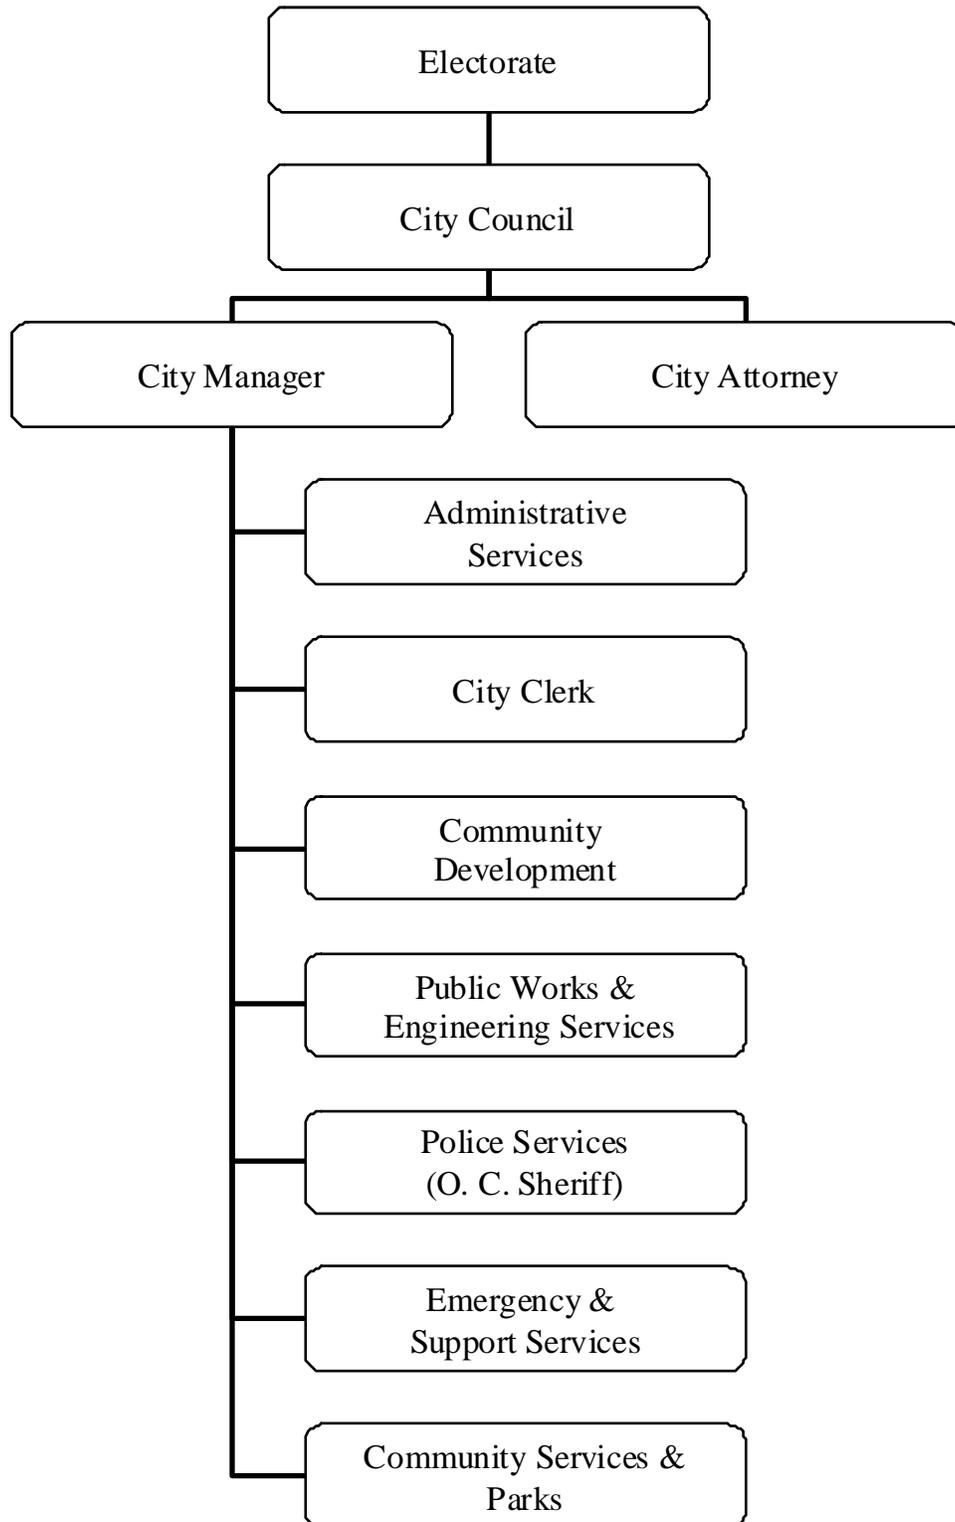 Electorate
City Council
City Manager
City Attorney
Administrative
Services
City Clerk
Community
Development
Public Works &
Engineering Services
Police Services
(O. C. Sheriff)
Emergency &
Support Services
Community Services &
Parks